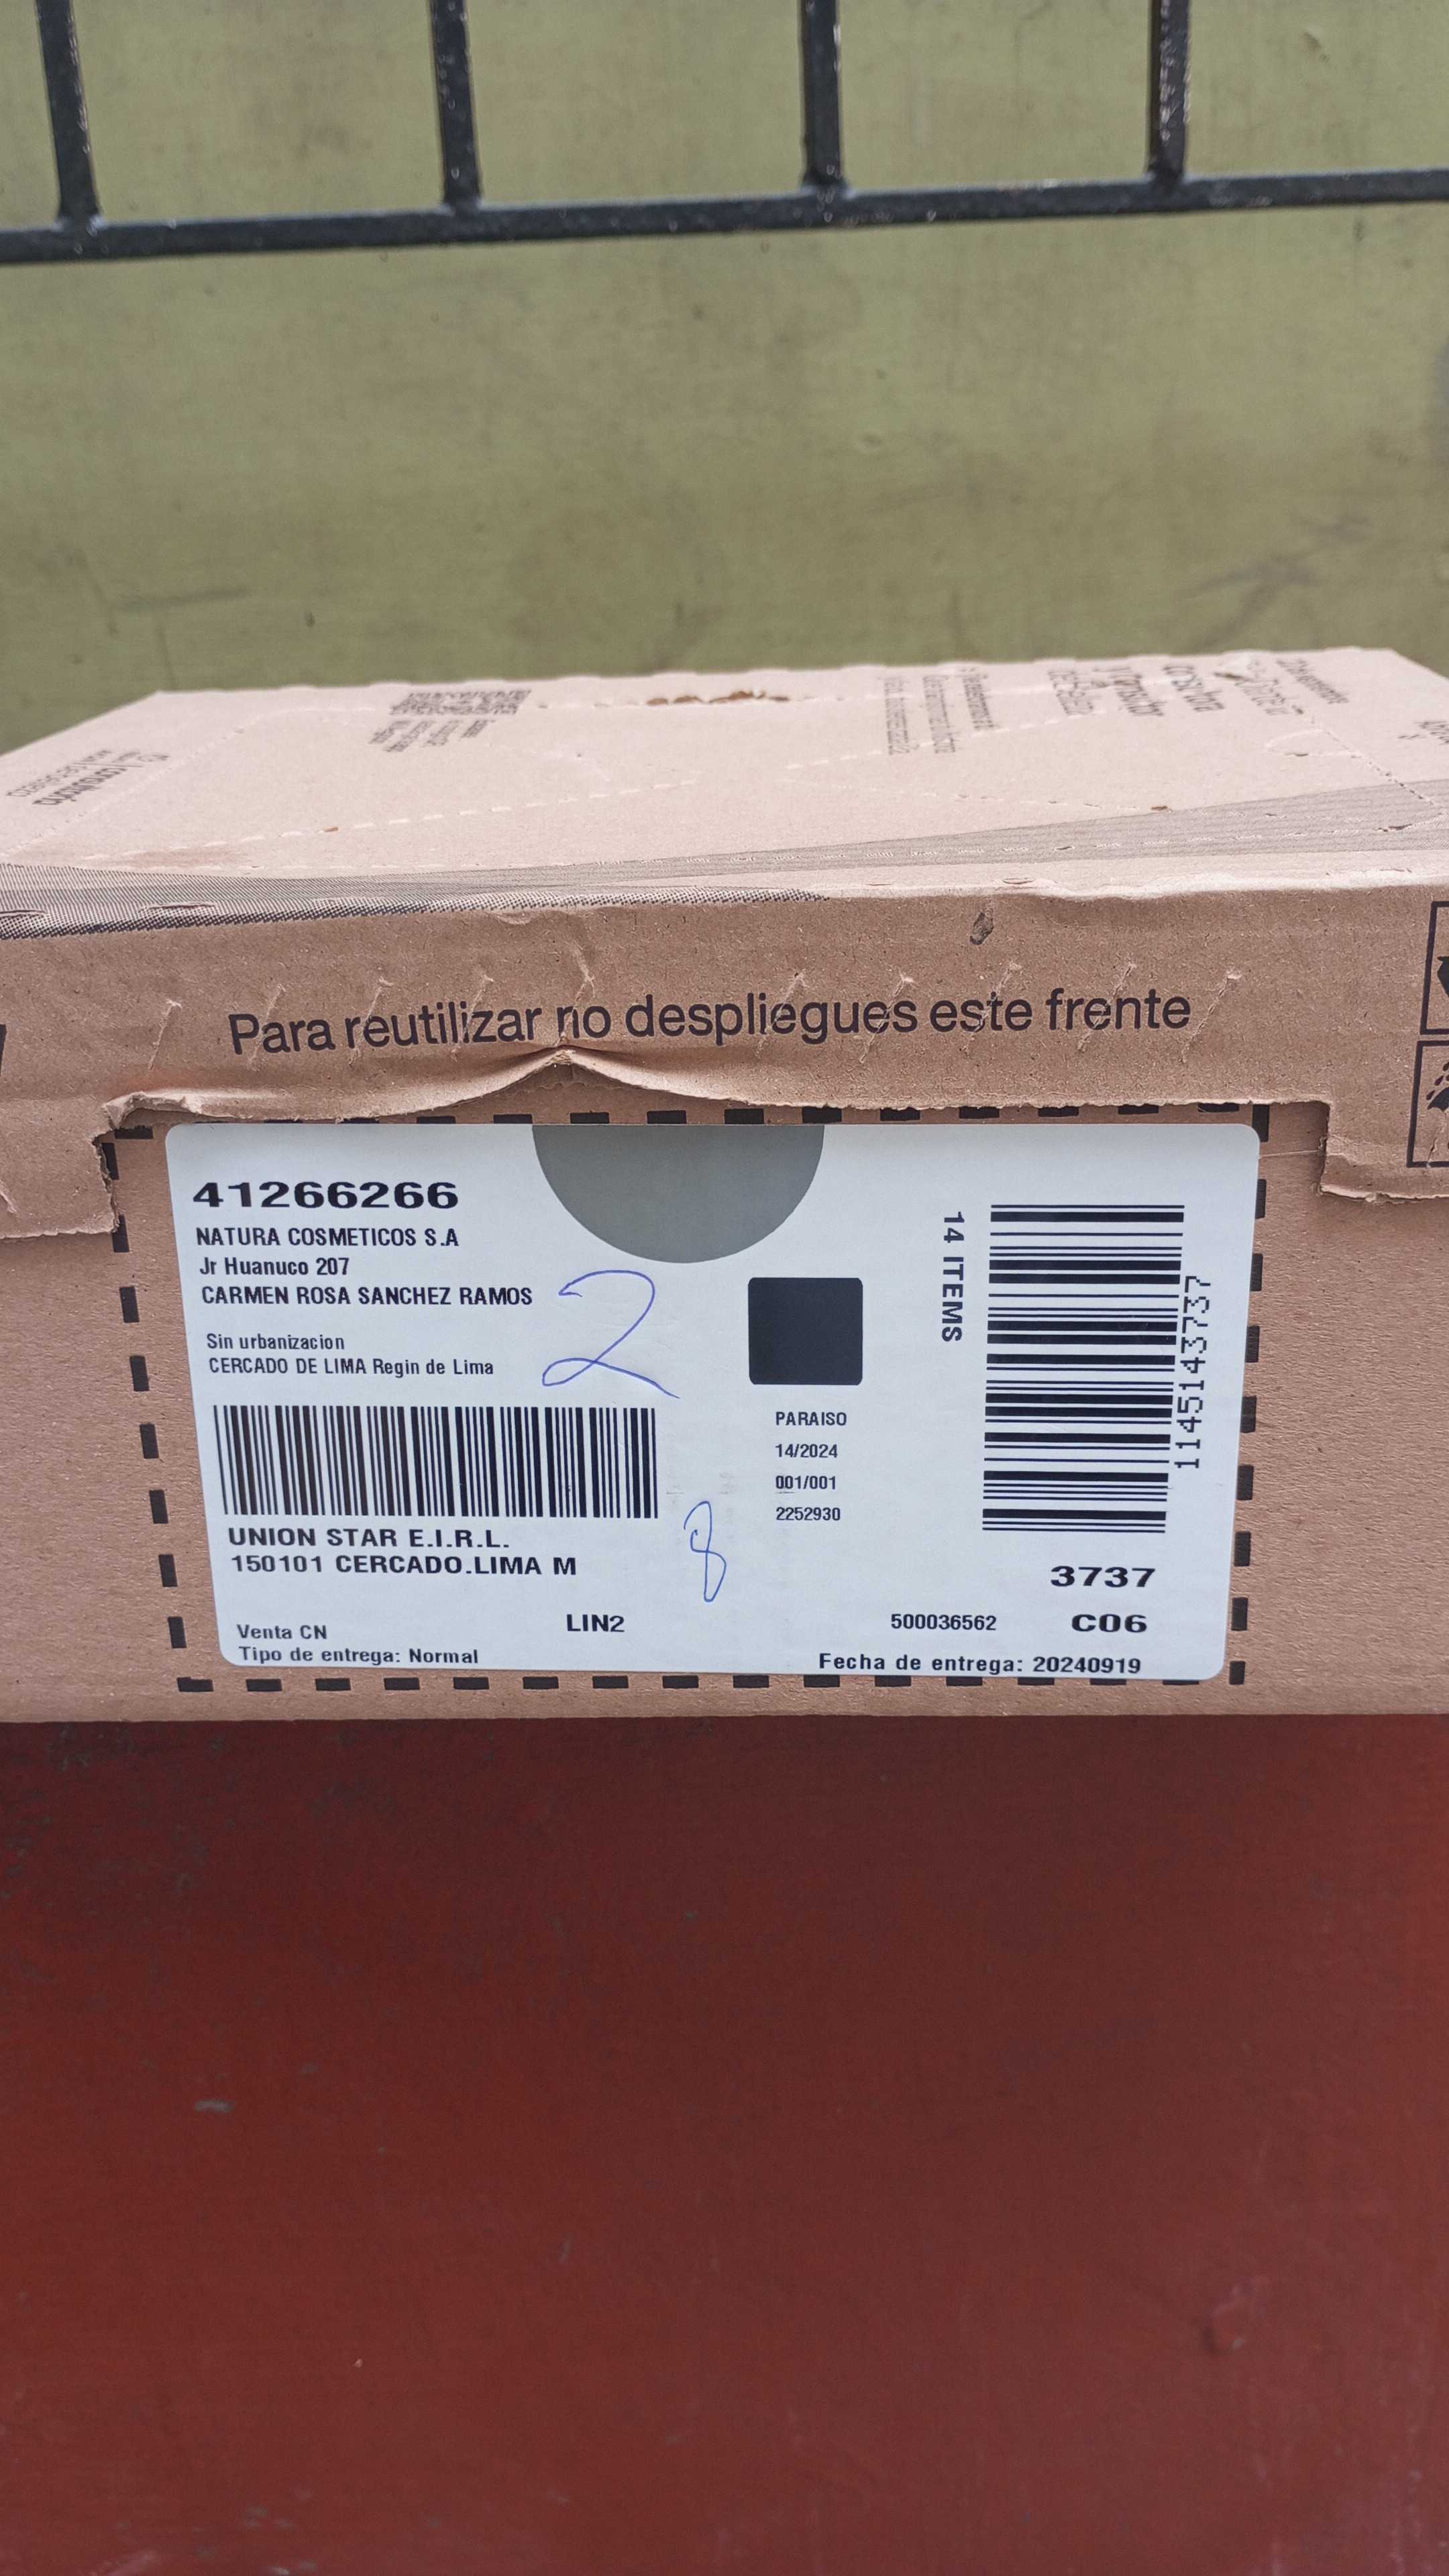 Para reutilizar no despliegues este frente
41266266
NATURA COSMETICOS S.A
Jr Huanuco 207
CARMEN ROSA SANCHEZ RAMOS
2
Sin urbanizacion
CERCADO DE LIMA Regin de Lima
UNION STAR E.I.R.L.
150101 CERCADO.LIMA M
8
Venta CN
Tipo de entrega: Normal
LIN2
PARAISO
14/2024
001/001
2252930
14 ITEMS
1145143737
3737
500036562
C06
Fecha de entrega: 20240919